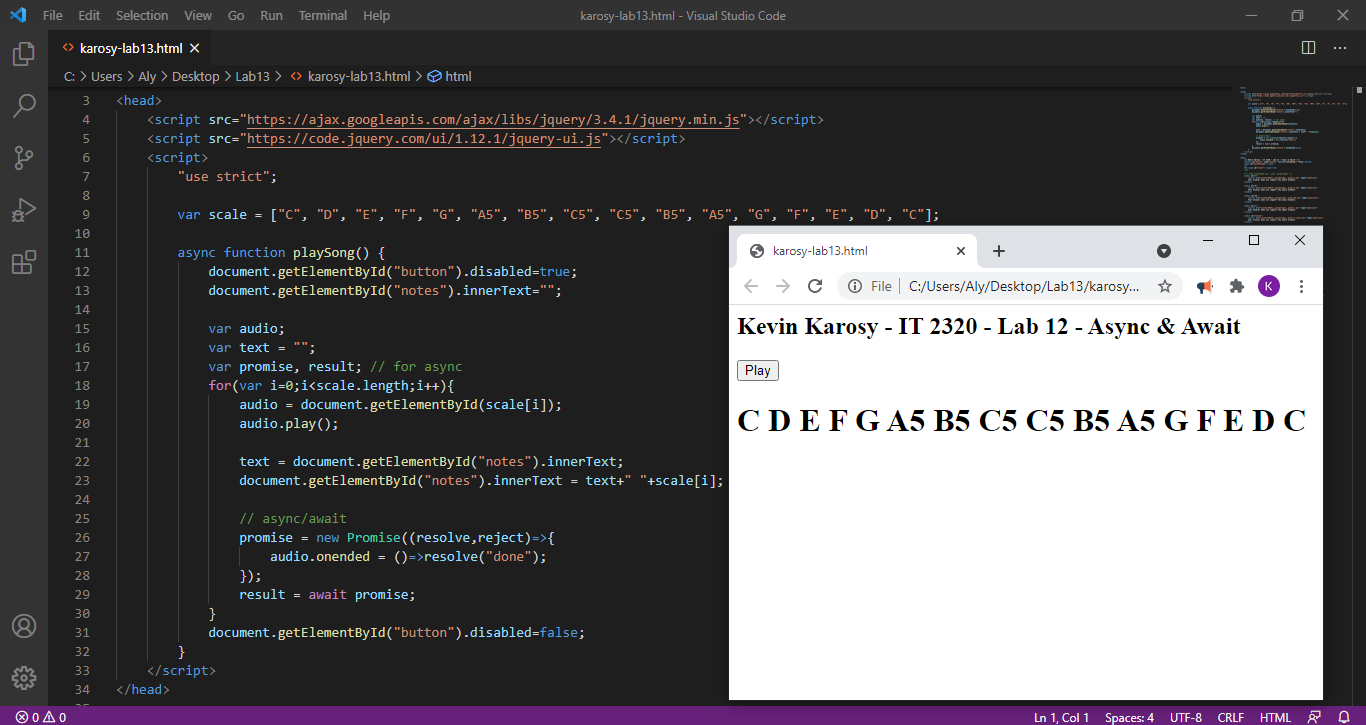 File Edit Selection View Go Run Terminal Help karosy-lab13.html - Visual Studio Code
karosy-lab13.html
C: > Users > Aly > Desktop > Lab13 > karosy-lab13.html > html
3 <head>
4 <script src="https://ajax.googleapis.com/ajax/libs/jquery/3.4.1/jquery.min.js"></script>
5 <script src="https://code.jquery.com/ui/1.12.1/jquery-ui.js"></script>
6 <script>
7 "use strict";
8
9 var scale = ["C", "D", "E", "F", "G", "A5", "B5", "C5", "C5", "B5", "A5", "G", "F", "E", "D", "C"];
10
11 async function playSong() {
12 document.getElementById("button").disabled=true;
13 document.getElementById("notes").innerText="";
14
15 var audio;
16 var text = "";
17 var promise, result; // for async
18 for(var i=0;i<scale.length;i++){
19 audio = document.getElementById(scale[i]);
20 audio.play();
21
22 text = document.getElementById("notes").innerText;
23 document.getElementById("notes").innerText = text+" "+scale[i];
24
25 // async/await
26 promise = new Promise((resolve,reject)=>{
27 audio.onended = ()=>resolve("done");
28 });
29 result = await promise;
30 }
31 document.getElementById("button").disabled=false;
32 }
33 </script>
34 </head>
karosy-lab13.html
File C:/Users/Aly/Desktop/Lab13/karosy... K
Kevin Karosy - IT 2320 - Lab 12 - Async & Await
Play
C D E F G A5 B5 C5 C5 B5 A5 G F E D C
0 0 Ln 1, Col 1 Spaces: 4 UTF-8 CRLF HTML